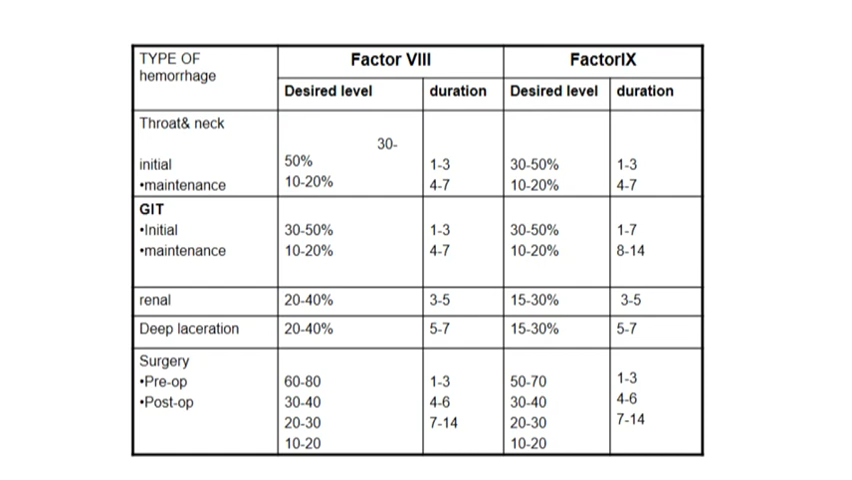 TYPE OF hemorrhage Factor VIII FactorIX
Desired level duration Desired level duration
Throat& neck
30-
initial 50% 1-3 30-50% 1-3
•maintenance 10-20% 4-7 10-20% 4-7
GIT
•Initial 30-50% 1-3 30-50% 1-7
•maintenance 10-20% 4-7 10-20% 8-14
renal 20-40% 3-5 15-30% 3-5
Deep laceration 20-40% 5-7 15-30% 5-7
Surgery
•Pre-op 60-80 1-3 50-70 1-3
•Post-op 30-40 4-6 30-40 4-6
20-30 7-14 20-30 7-14
10-20 10-20